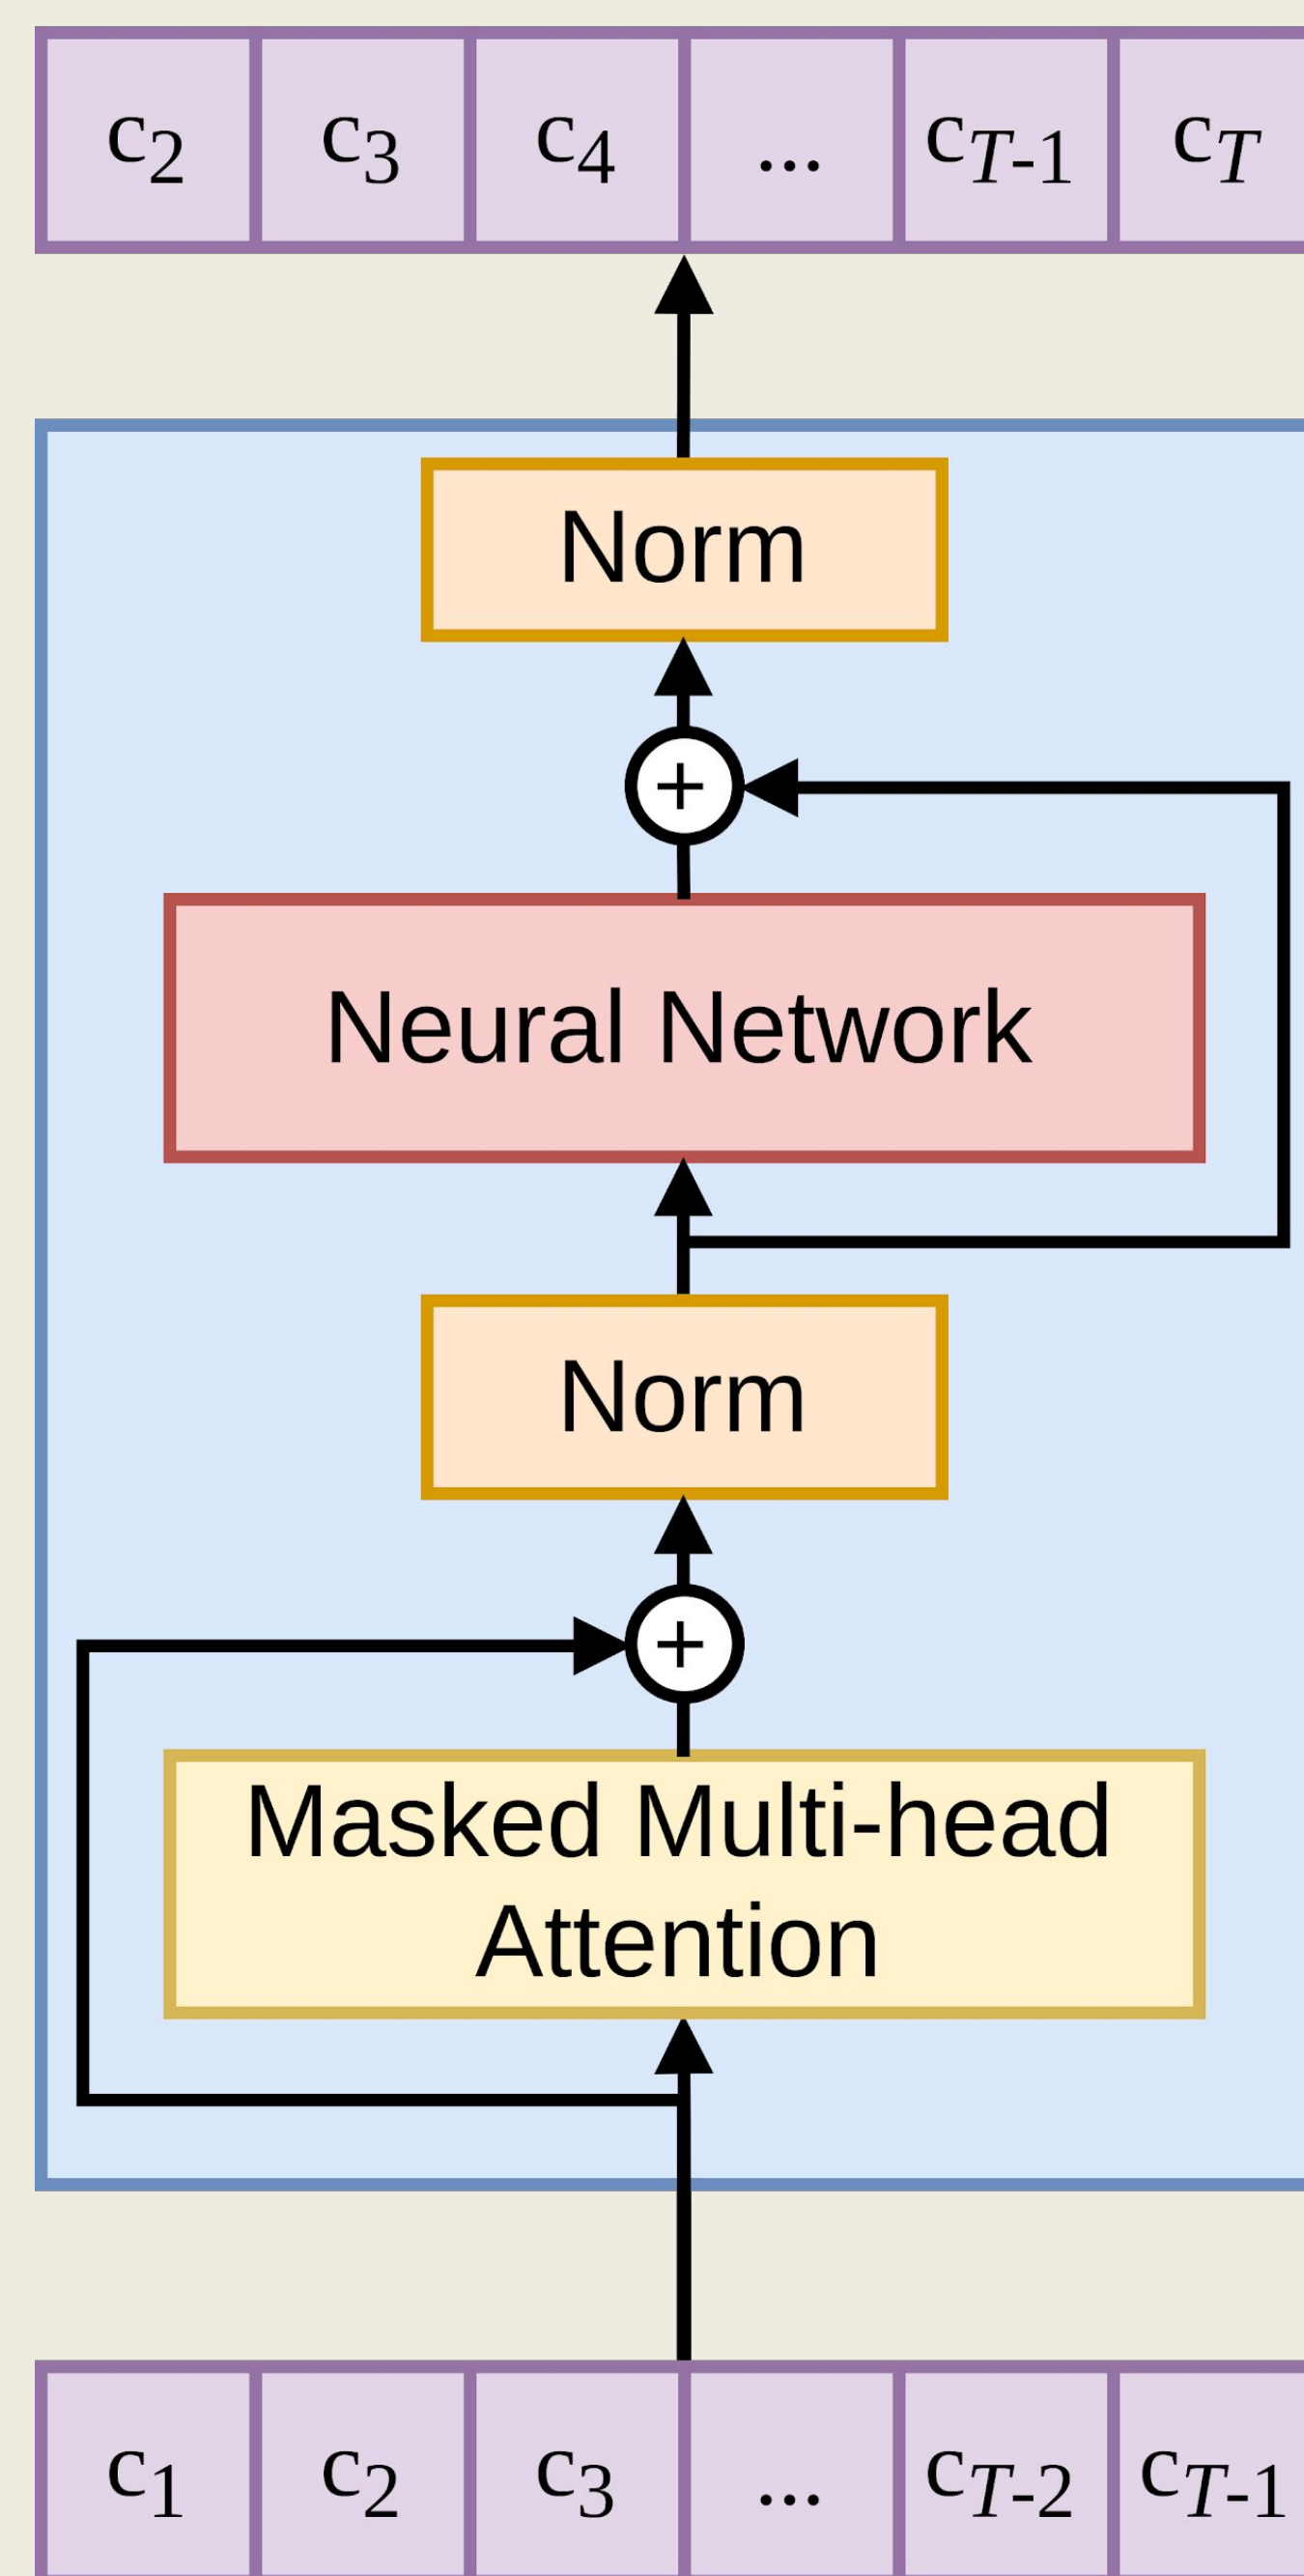 c2 c3 c4 ... cT-1 cT
Norm
+
Neural Network
Norm
+
Masked Multi-head
Attention
c1 c2 c3 ... cT-2 cT-1